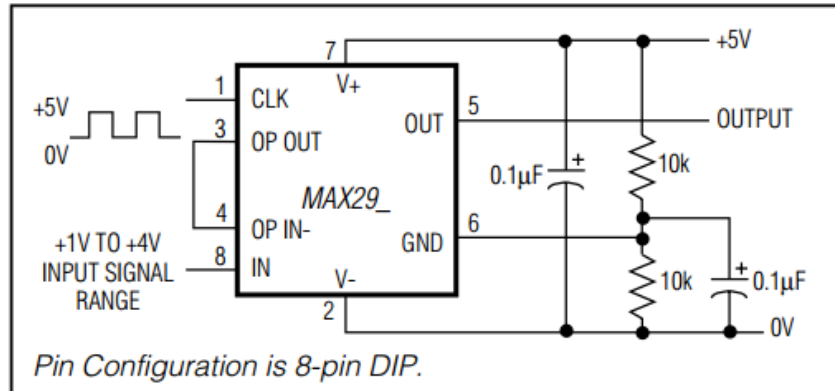 +5V
0V
1
CLK
3
OP OUT
4
OP IN-
8
IN
+1V TO +4V
INPUT SIGNAL
RANGE
7
V+
MAX29_
V-
2
OUT
5
OUTPUT
GND
6
0.1µF
+
10k
10k
+
0.1µF
+5V
0V
Pin Configuration is 8-pin DIP.